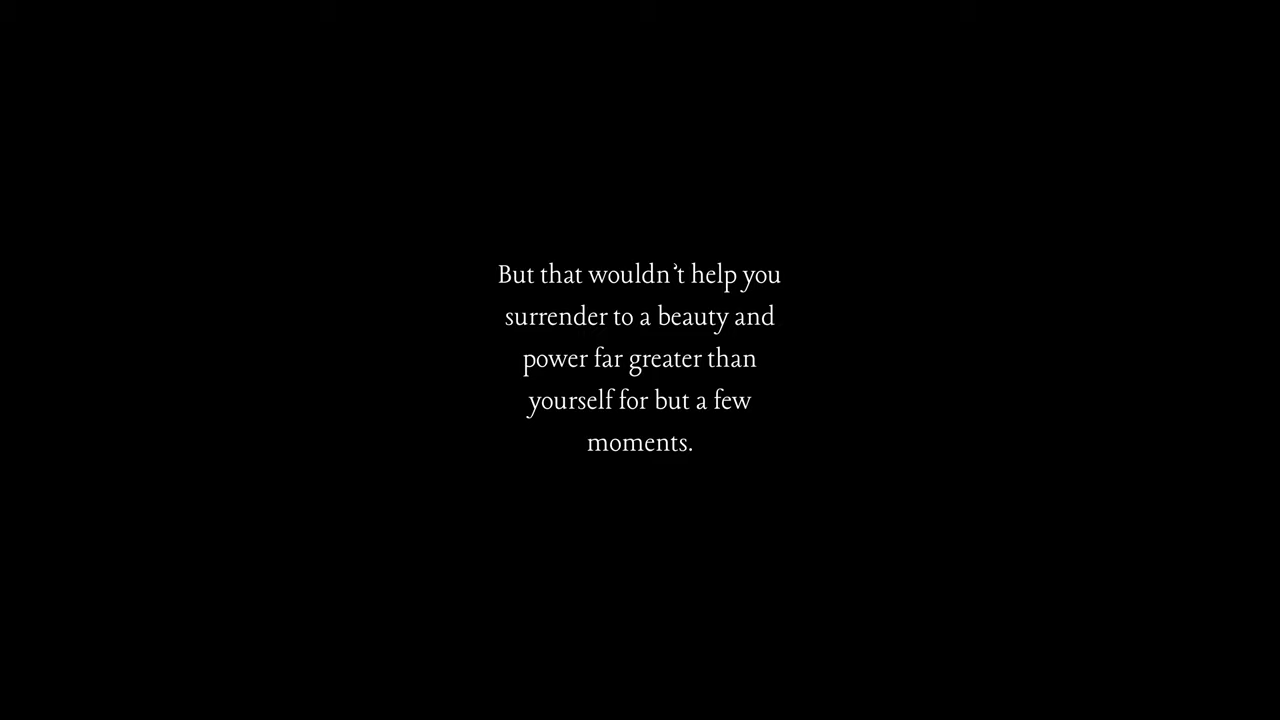 But that wouldn't help you
surrender to a beauty and
power far greater than
yourself for but a few
moments.